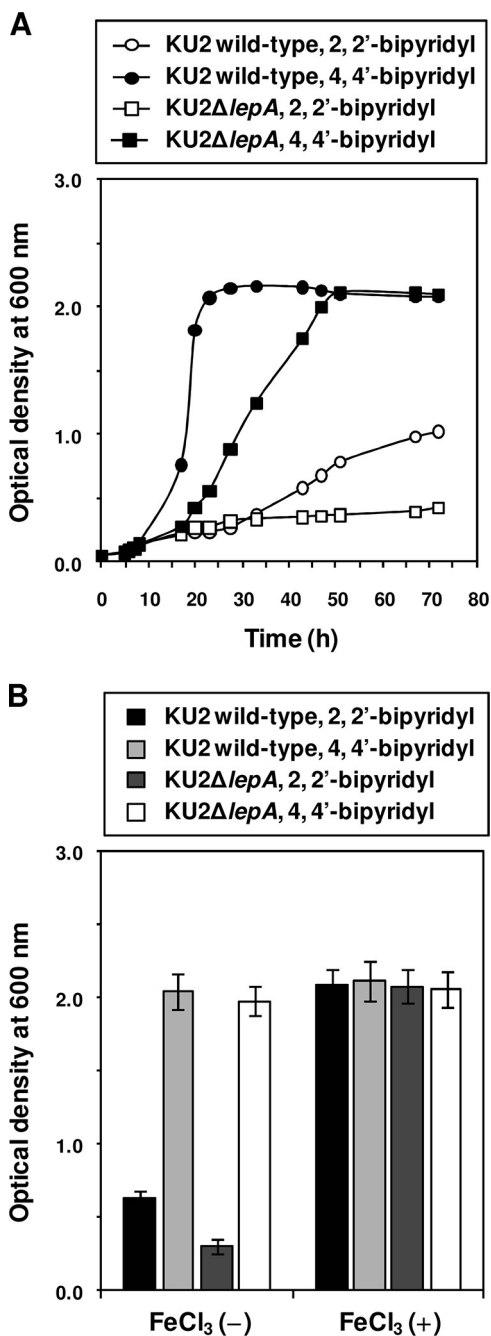 A
KU2 wild-type, 2, 2'-bipyridyl
KU2 wild-type, 4, 4'-bipyridyl
KU2ΔlepA, 2, 2'-bipyridyl
KU2ΔlepA, 4, 4'-bipyridyl
3.0
2.0
1.0
0.0
Optical density at 600 nm
0 10 20 30 40 50 60 70 80
Time (h)
B
KU2 wild-type, 2, 2'-bipyridyl
KU2 wild-type, 4, 4'-bipyridyl
KU2ΔlepA, 2, 2'-bipyridyl
KU2ΔlepA, 4, 4'-bipyridyl
3.0
2.0
1.0
0.0
Optical density at 600 nm
FeCl3 (−) FeCl3 (+)